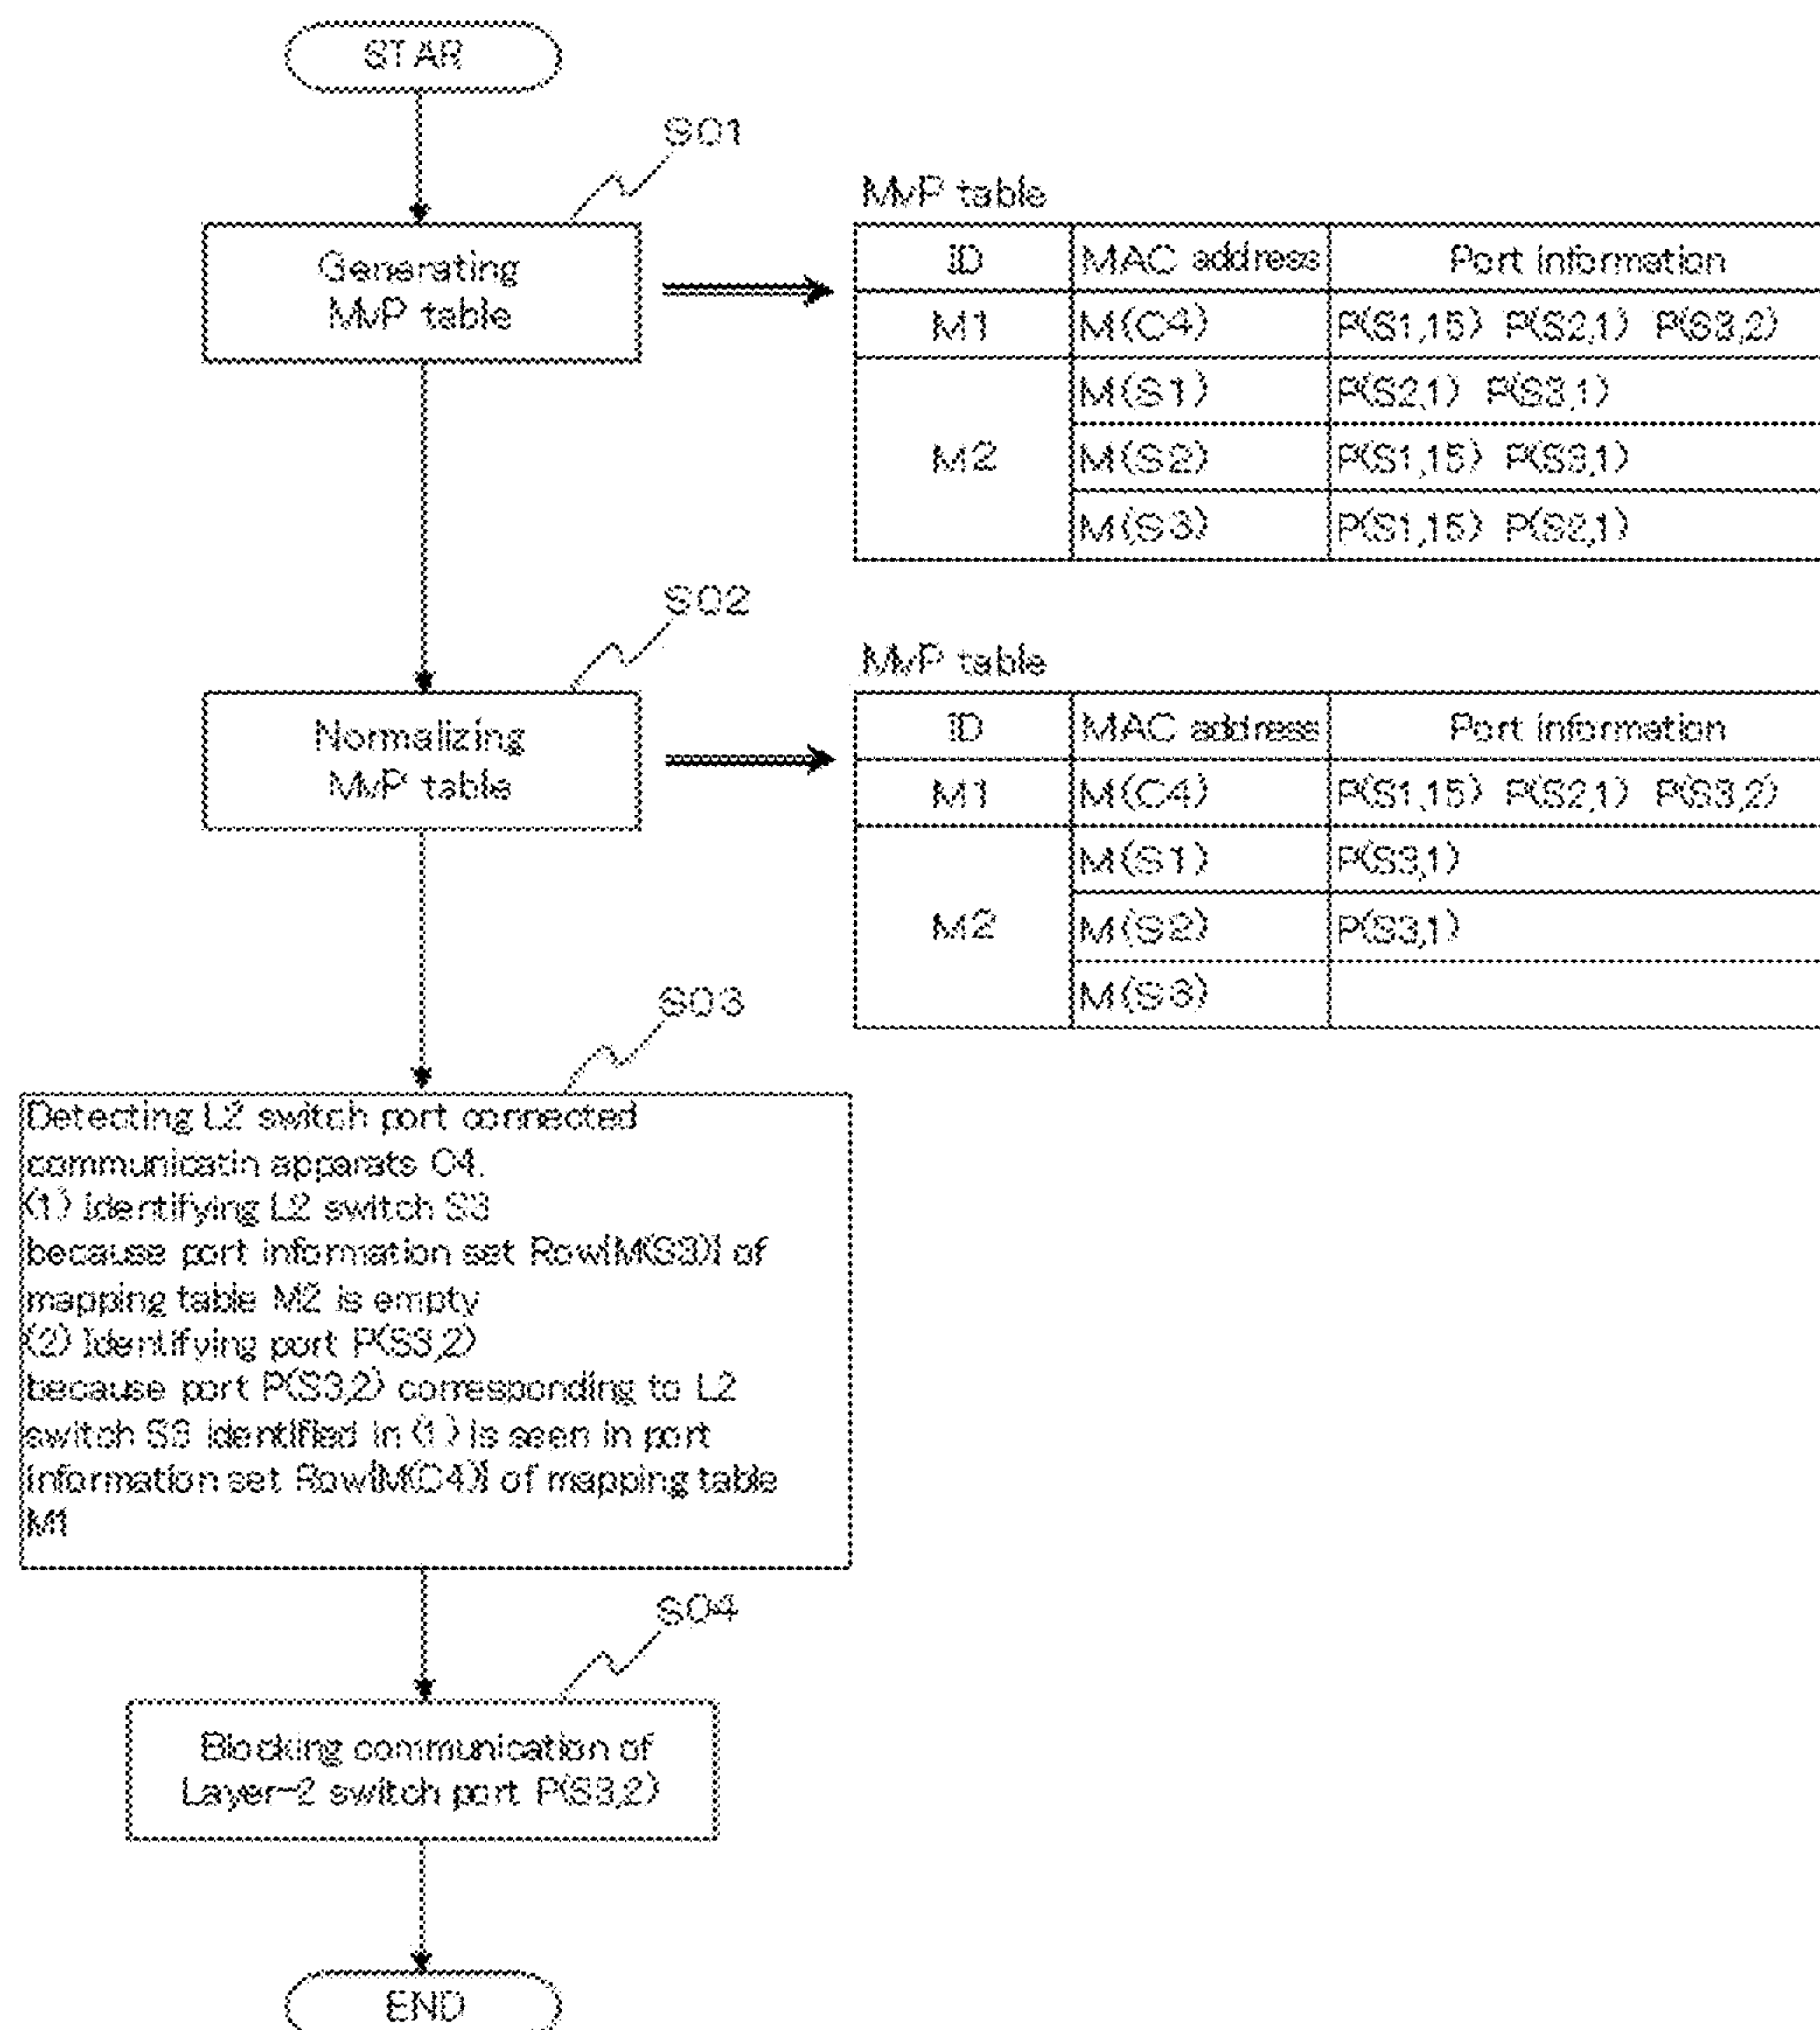 STAR
S01
Generating
MvP table
MvP table
ID MAC address Port information
M1 M(C4) P(S1,15) P(S2,1) P(S3,2)
M2
M(S1) P(S2,1) P(S3,1)
M(S2) P(S1,15) P(S3,1)
M(S3) P(S1,15) P(S2,1)
S02
Normalizing
MvP table
MvP table
ID MAC address Port information
M1 M(C4) P(S1,15) P(S2,1) P(S3,2)
M2
M(S1) P(S3,1)
M(S2) P(S3,1)
M(S3)
S03
Detecting L2 switch port connected
communicatin apparats C4.
(1) Identifying L2 switch S3
because port information set Row[M(S3)] of
mapping table M2 is empty
(2) Identifying port P(S3,2)
because port P(S3,2) corresponding to L2
switch S3 identified in (1) is seen in port
information set Row[M(C4)] of mapping table
M1
S04
Blocking communication of
Layer-2 switch port P(S3,2)
END